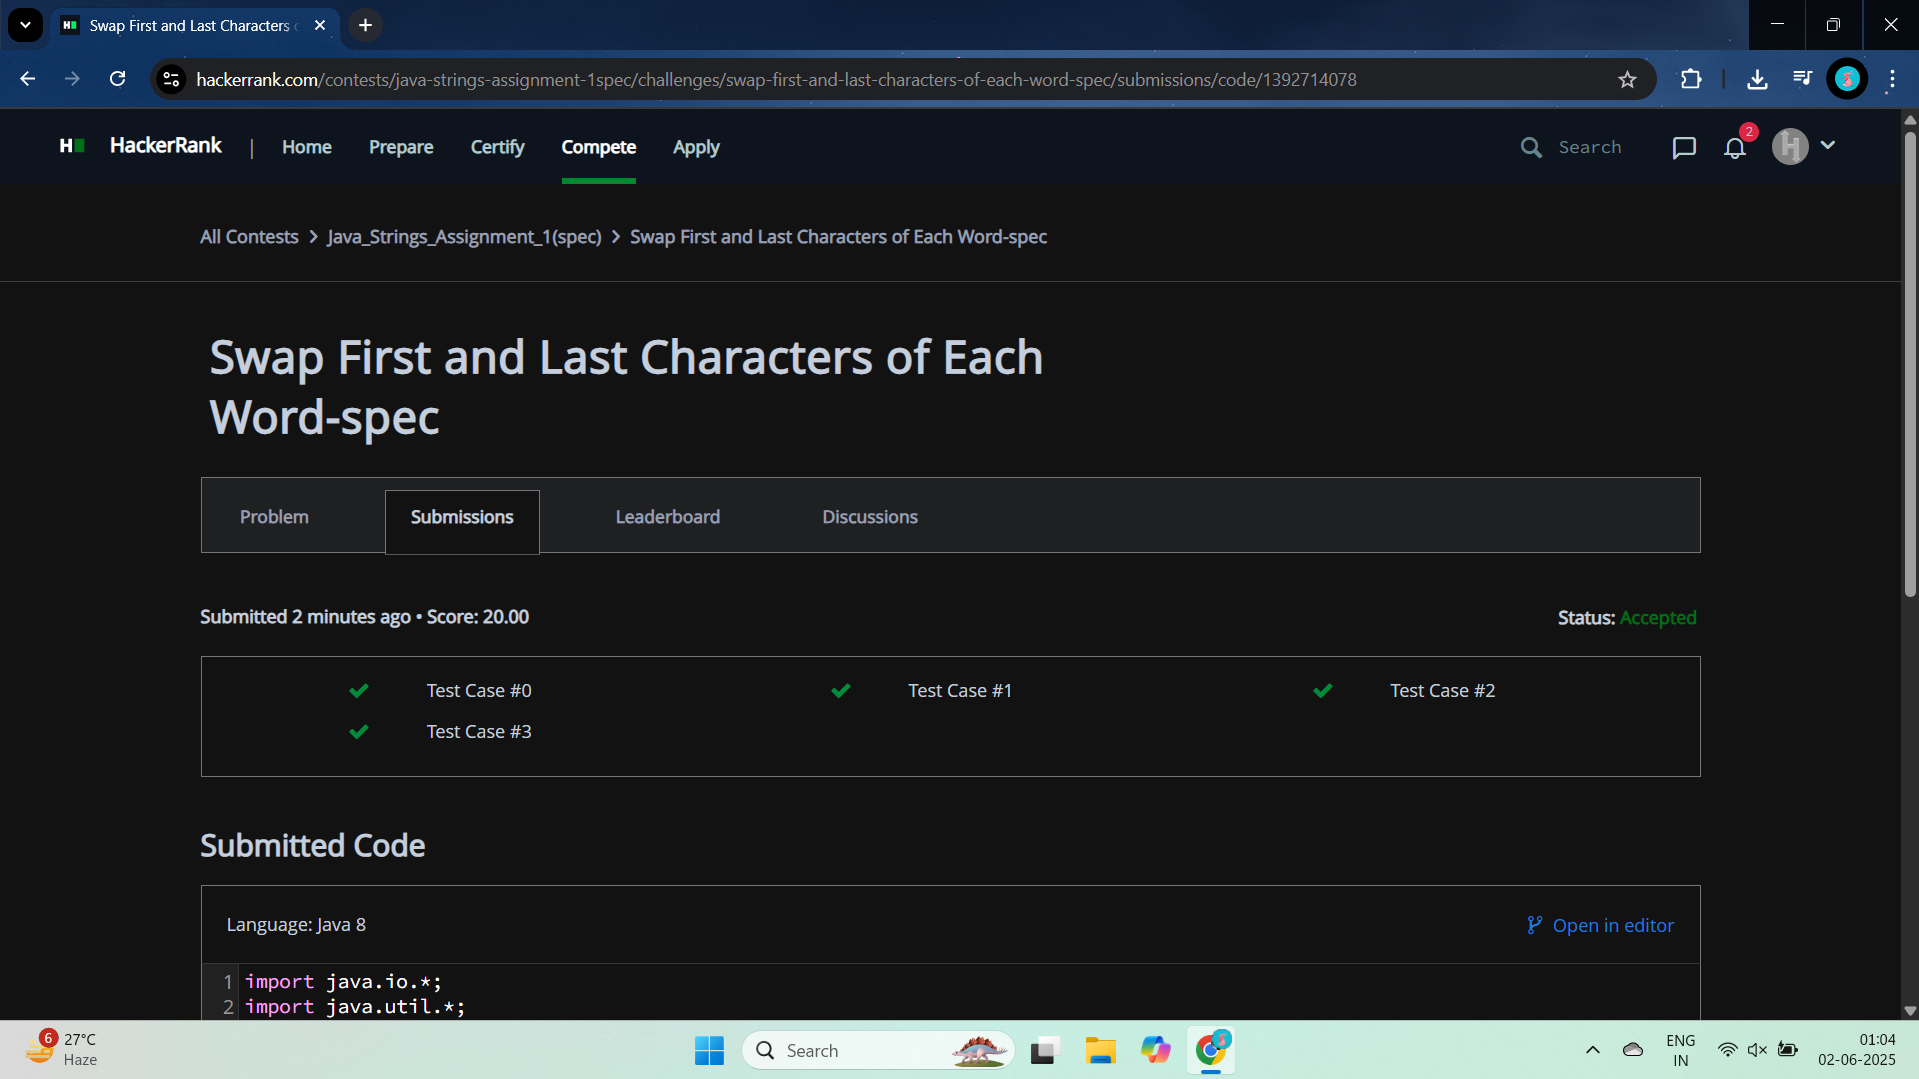 Swap First and Last Characters
hackerrank.com/contests/java-strings-assignment-1spec/challenges/swap-first-and-last-characters-of-each-word-spec/submissions/code/1392714078
H HackerRank | Home Prepare Certify Compete Apply Search 2 H
All Contests > Java_Strings_Assignment_1(spec) > Swap First and Last Characters of Each Word-spec
Swap First and Last Characters of Each
Word-spec
Problem Submissions Leaderboard Discussions
Submitted 2 minutes ago • Score: 20.00 Status: Accepted
Test Case #0 Test Case #1 Test Case #2
Test Case #3
Submitted Code
Language: Java 8 Open in editor
1 import java.io.*;
2 import java.util.*;
6 27°C Search ENG 01:04
Haze IN 02-06-2025